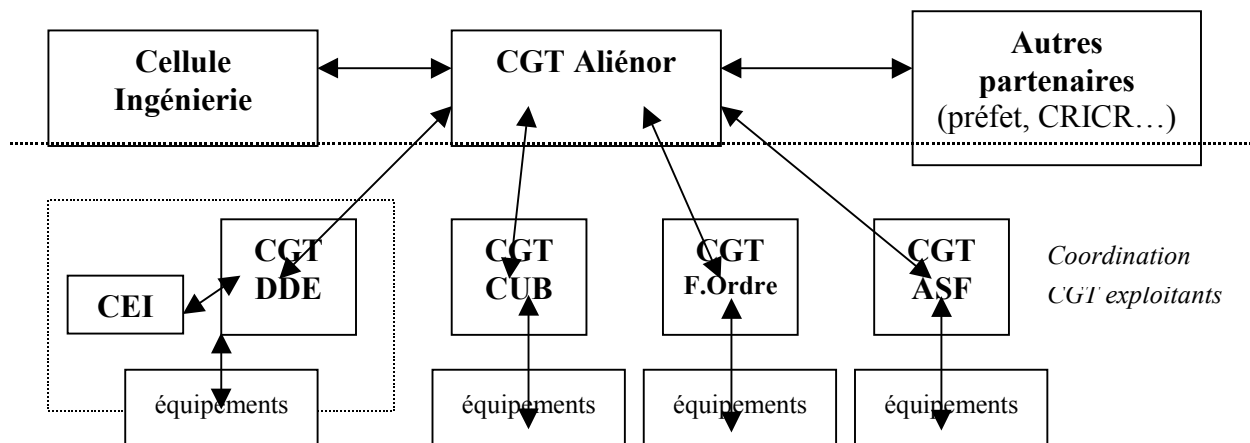 Cellule
Ingénierie
CGT Aliénor
Autres
partenaires
(préfet, CRICR…)
CGT
DDE
CEI
CGT
CUB
CGT
F.Ordre
CGT
ASF
Coordination
CGT exploitants
équipements
équipements
équipements
équipements